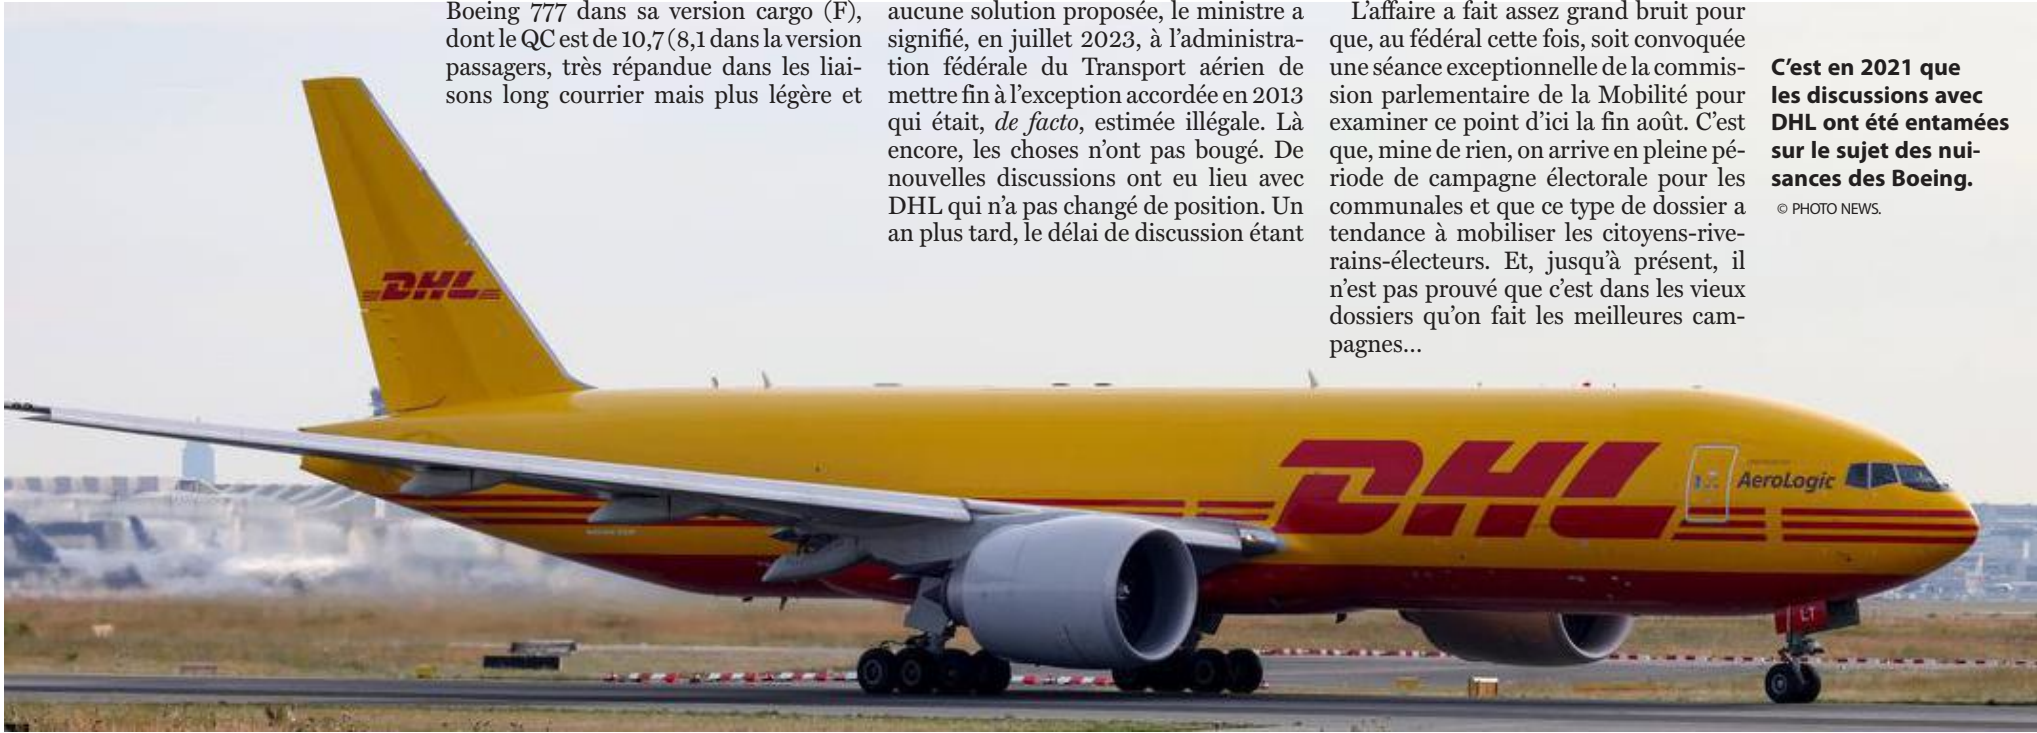 Boeing 777 dans sa version cargo (F),
dont le QC est de 10,7 (8,1 dans la version
passagers, très répandue dans les liai-
sons long courrier mais plus légère et
aucune solution proposée, le ministre a
signifié, en juillet 2023, à l’administra-
tion fédérale du Transport aérien de
mettre fin à l’exception accordée en 2013
qui était, de facto, estimée illégale. Là
encore, les choses n’ont pas bougé. De
nouvelles discussions ont eu lieu avec
DHL qui n’a pas changé de position. Un
an plus tard, le délai de discussion étant
L’affaire a fait assez grand bruit pour
que, au fédéral cette fois, soit convoquée
une séance exceptionnelle de la commis-
sion parlementaire de la Mobilité pour
examiner ce point d’ici la fin août. C’est
que, mine de rien, on arrive en pleine pé-
riode de campagne électorale pour les
communales et que ce type de dossier a
tendance à mobiliser les citoyens-rive-
rains-électeurs. Et, jusqu’à présent, il
n’est pas prouvé que c’est dans les vieux
dossiers qu’on fait les meilleures cam-
pagnes...
C’est en 2021 que
les discussions avec
DHL ont été entamées
sur le sujet des nui-
sances des Boeing.
© PHOTO NEWS.
DHL
DHL
AeroLogic
LT